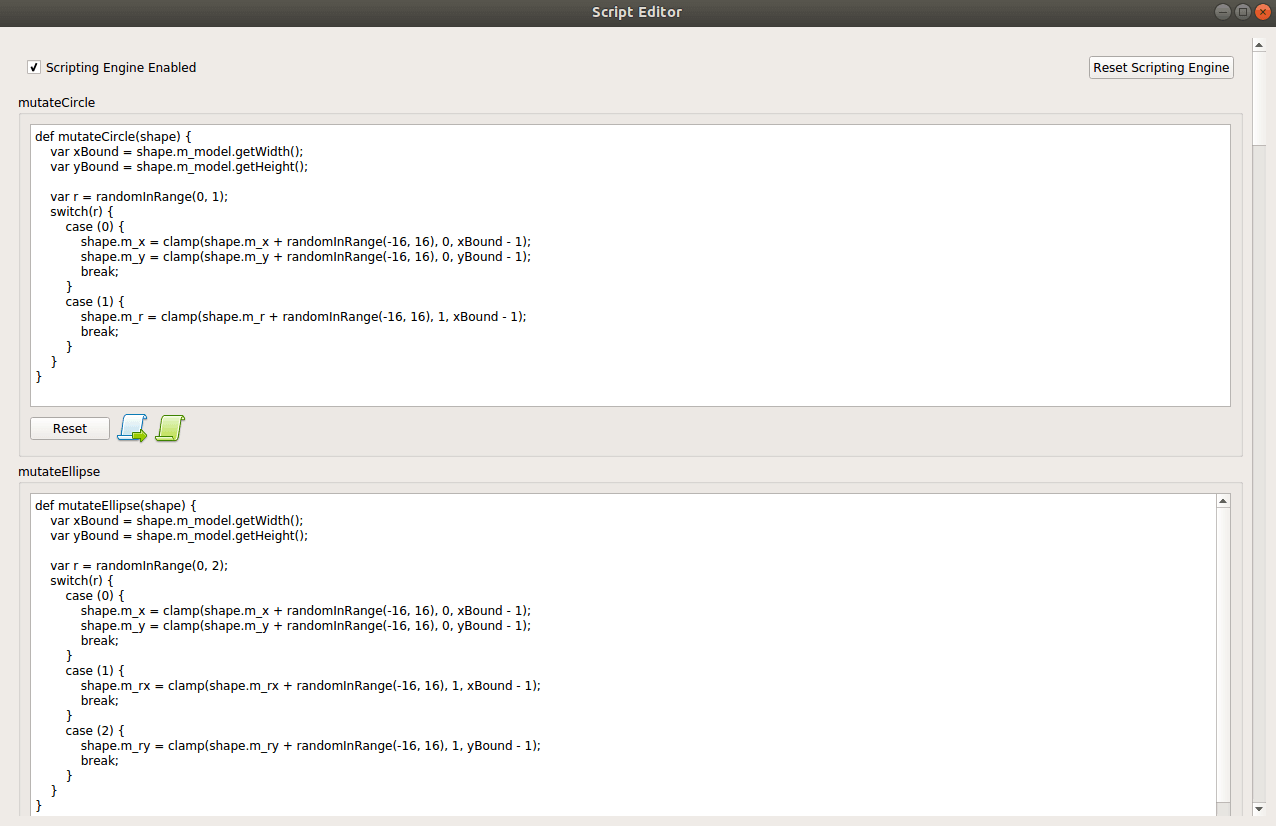 Script Editor
Scripting Engine Enabled
Reset Scripting Engine
mutateCircle
def mutateCircle(shape) {
    var xBound = shape.m_model.getWidth();
    var yBound = shape.m_model.getHeight();

    var r = randomInRange(0, 1);
    switch(r) {
        case (0) {
            shape.m_x = clamp(shape.m_x + randomInRange(-16, 16), 0, xBound - 1);
            shape.m_y = clamp(shape.m_y + randomInRange(-16, 16), 0, yBound - 1);
            break;
        }
        case (1) {
            shape.m_r = clamp(shape.m_r + randomInRange(-16, 16), 1, xBound - 1);
            break;
        }
    }
}
Reset
mutateEllipse
def mutateEllipse(shape) {
    var xBound = shape.m_model.getWidth();
    var yBound = shape.m_model.getHeight();

    var r = randomInRange(0, 2);
    switch(r) {
        case (0) {
            shape.m_x = clamp(shape.m_x + randomInRange(-16, 16), 0, xBound - 1);
            shape.m_y = clamp(shape.m_y + randomInRange(-16, 16), 0, yBound - 1);
            break;
        }
        case (1) {
            shape.m_rx = clamp(shape.m_rx + randomInRange(-16, 16), 1, xBound - 1);
            break;
        }
        case (2) {
            shape.m_ry = clamp(shape.m_ry + randomInRange(-16, 16), 1, yBound - 1);
            break;
        }
    }
}